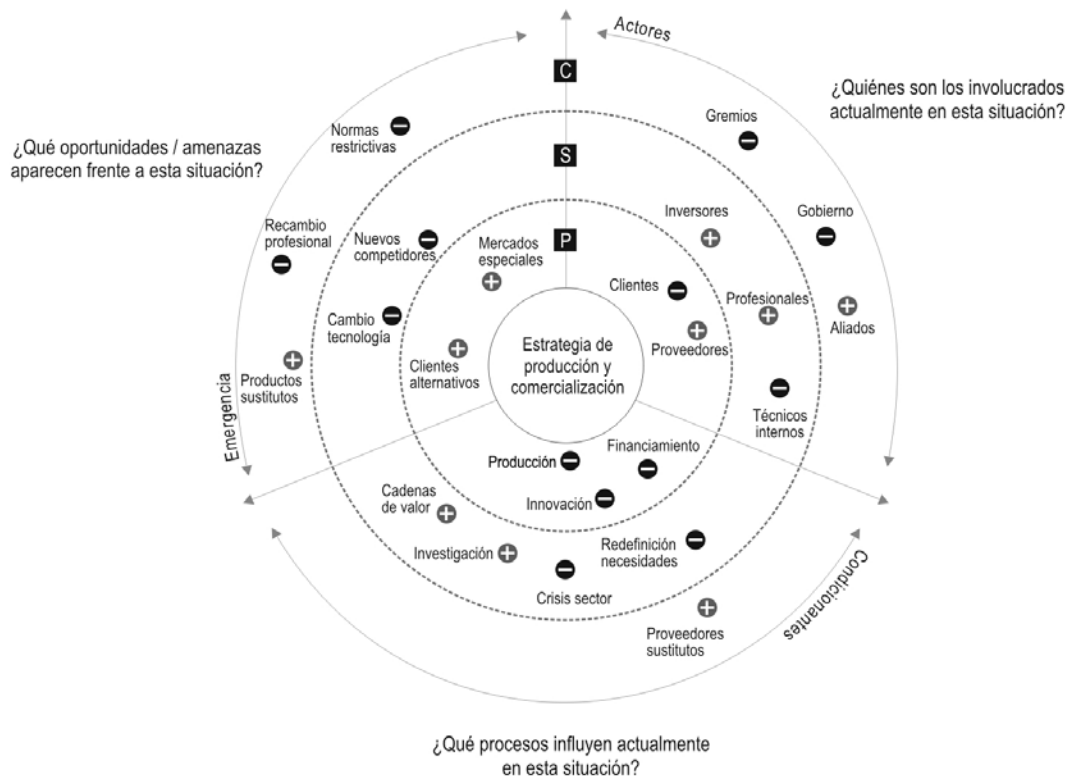 Actores
C
¿Quiénes son los involucrados
actualmente en esta situación?
Normas
restrictivas
Gremios
¿Qué oportunidades / amenazas
aparecen frente a esta situación?
S
Recambio
profesional
Nuevos
competidores
Mercados
especiales
P
Inversores
Gobierno
Clientes
Profesionales
Cambio
tecnología
Clientes
alternativos
Estrategia de
producción y
comercialización
Proveedores
Aliados
Productos
sustitutos
Emergencia
Técnicos
internos
Producción
Financiamiento
Cadenas
de valor
Innovación
Investigación
Redefinición
necesidades
Crisis sector
Proveedores
sustitutos
Condicionantes
¿Qué procesos influyen actualmente
en esta situación?